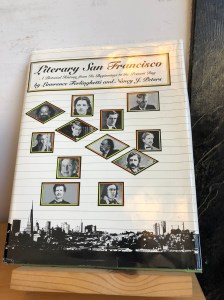 Literary San Francisco
A Pictorial History from Its Beginnings to the Present Day
by Lawrence Ferlinghetti and Nancy J. Peters